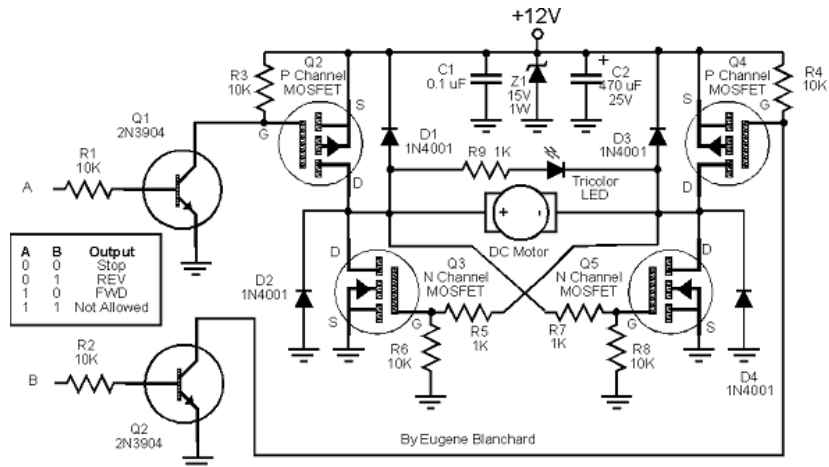 +12V
R3
10K
Q2
P Channel
MOSFET
S
G
D
C1
0.1 uF
Z1
15V
1W
+
C2
470 uF
25V
Q4
P Channel
MOSFET
S
G
D
R4
10K
Q1
2N3904
R1
10K
A
D1
1N4001
R9 1K
Tricolor
LED
D3
1N4001
+ -
DC Motor
A B Output
0 0 Stop
0 1 REV
1 0 FWD
1 1 Not Allowed
D2
1N4001
D
Q3
N Channel
MOSFET
G
S
R5
1K
R6
10K
Q5
N Channel
MOSFET
D
G
S
R7
1K
R8
10K
D4
1N4001
R2
10K
B
Q2
2N3904
By Eugene Blanchard